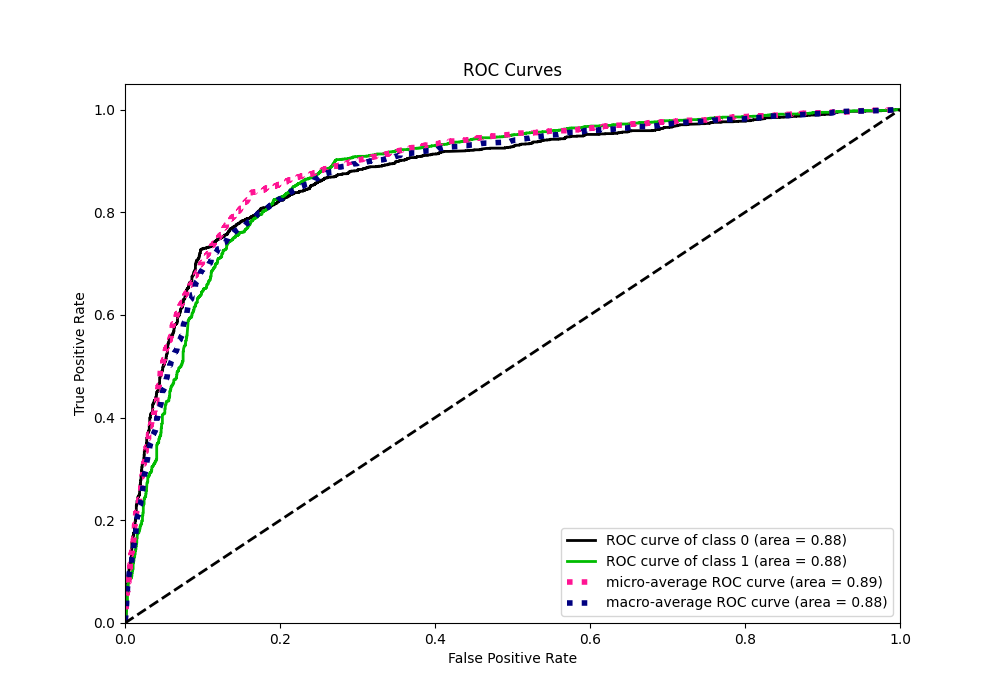 ROC Curves
True Positive Rate
1.0
0.8
0.6
0.4
0.2
0.0
0.0 0.2 0.4 0.6 0.8 1.0
False Positive Rate
ROC curve of class 0 (area = 0.88)
ROC curve of class 1 (area = 0.88)
micro-average ROC curve (area = 0.89)
macro-average ROC curve (area = 0.88)